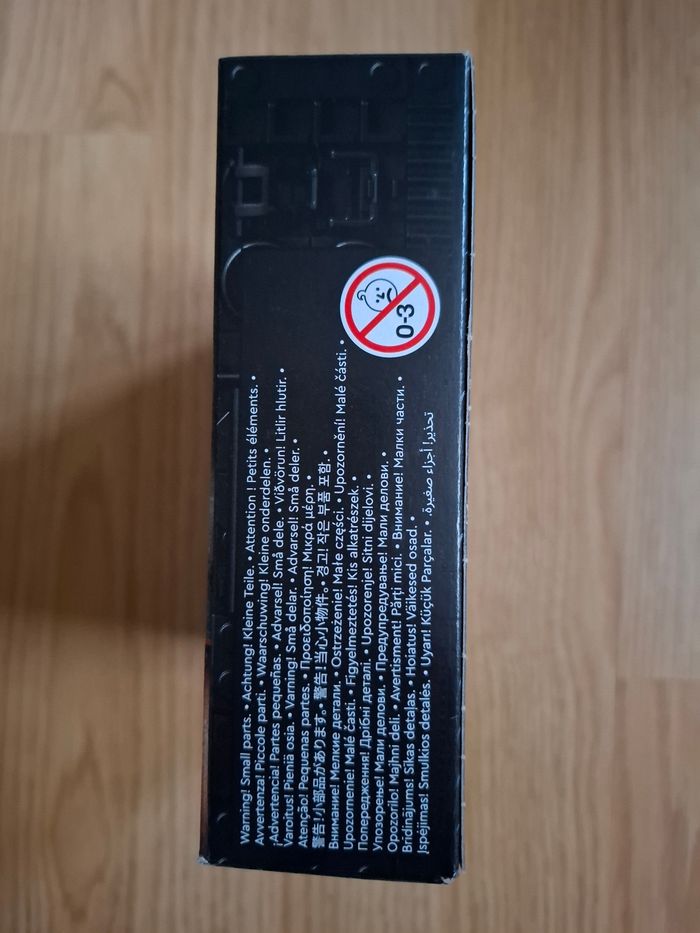 Warning! Small parts. • Achtung! Kleine Teile. • Attention ! Petits éléments. •
Avvertenza! Piccole parti. • Waarschuwing! Kleine onderdelen. •
¡Advertencia! Partes pequeñas. • Advarsel! Små dele. • Viðvörun! Litlir hlutir. •
Varoitus! Pieniä osia. • Varning! Små delar. • Advarsel! Små deler. •
Atenção! Pequenas partes. • Προειδοποίηση! Μικρά μέρη. •
警告!小部品があります。• 警告!当心小物件。• 경고! 작은 부품 포함. •
Внимание! Мелкие детали. • Ostrzeżenie! Małe części. • Upozornění! Malé části. •
Upozornenie! Malé časti. • Figyelmeztetés! Kis alkatrészek. •
Попередження! Дрібні деталі. • Upozorenje! Sitni dijelovi. •
Упозорење! Мали делови. • Предупредување! Мали делови. •
Opozorilo! Majhni deli. • Avertisment! Părți mici. • Внимание! Малки части. •
Brīdinājums! Sīkas detaļas. • Hoiatus! Väikesed osad. •
Įspėjimas! Smulkios detalės. • Uyarı! Küçük Parçalar. • تحذير! أجزاء صغيرة.
0-3